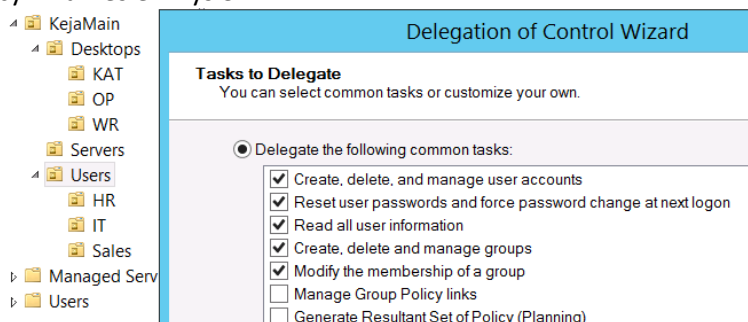 KejaMain
Desktops
KAT
OP
WR
Servers
Users
HR
IT
Sales
Managed Serv
Users
Delegation of Control Wizard
Tasks to Delegate
You can select common tasks or customize your own.
Delegate the following common tasks:
Create, delete, and manage user accounts
Reset user passwords and force password change at next logon
Read all user information
Create, delete and manage groups
Modify the membership of a group
Manage Group Policy links
Generate Resultant Set of Policy (Planning)